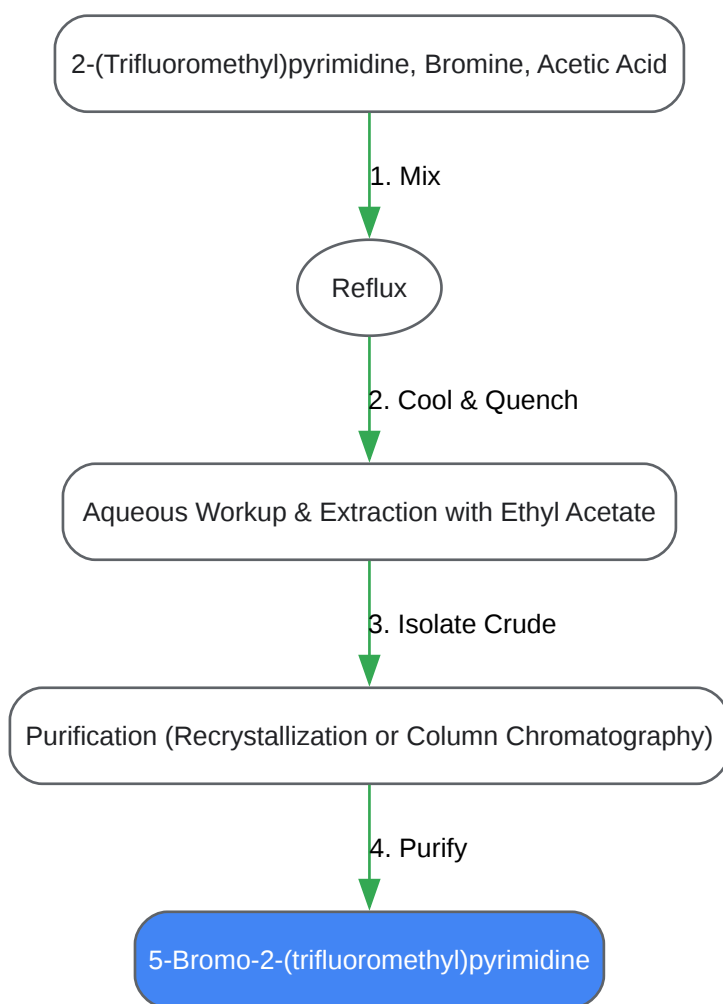 2-(Trifluoromethyl)pyrimidine, Bromine, Acetic Acid
1. Mix
Reflux
2. Cool & Quench
Aqueous Workup & Extraction with Ethyl Acetate
3. Isolate Crude
Purification (Recrystallization or Column Chromatography)
4. Purify
5-Bromo-2-(trifluoromethyl)pyrimidine